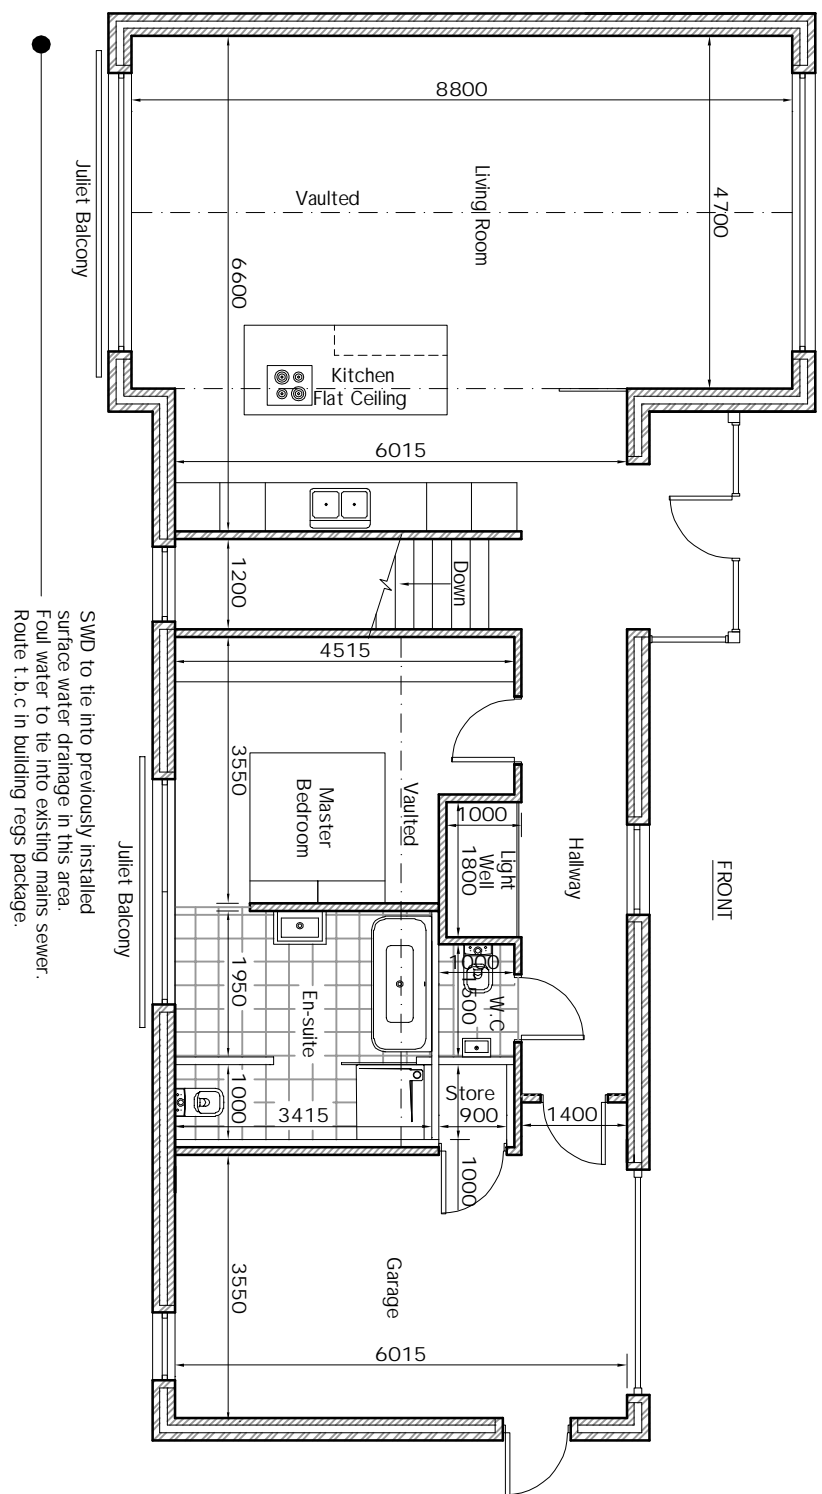 8800
4700
Living Room
Vaulted
Juliet Balcony
6600
Kitchen
Flat Ceiling
6015
1200
Down
4515
3550
Master
Bedroom
Vaulted
1000
Light
Well
1800
Hallway
FRONT
Juliet Balcony
1950
En-suite
1500
W.C
1000
3415
Store
900
1000
1400
3550
Garage
6015
SWD to tie into previously installed
surface water drainage in this area.
Foul water to tie into existing mains sewer.
Route t.b.c in building regs package.